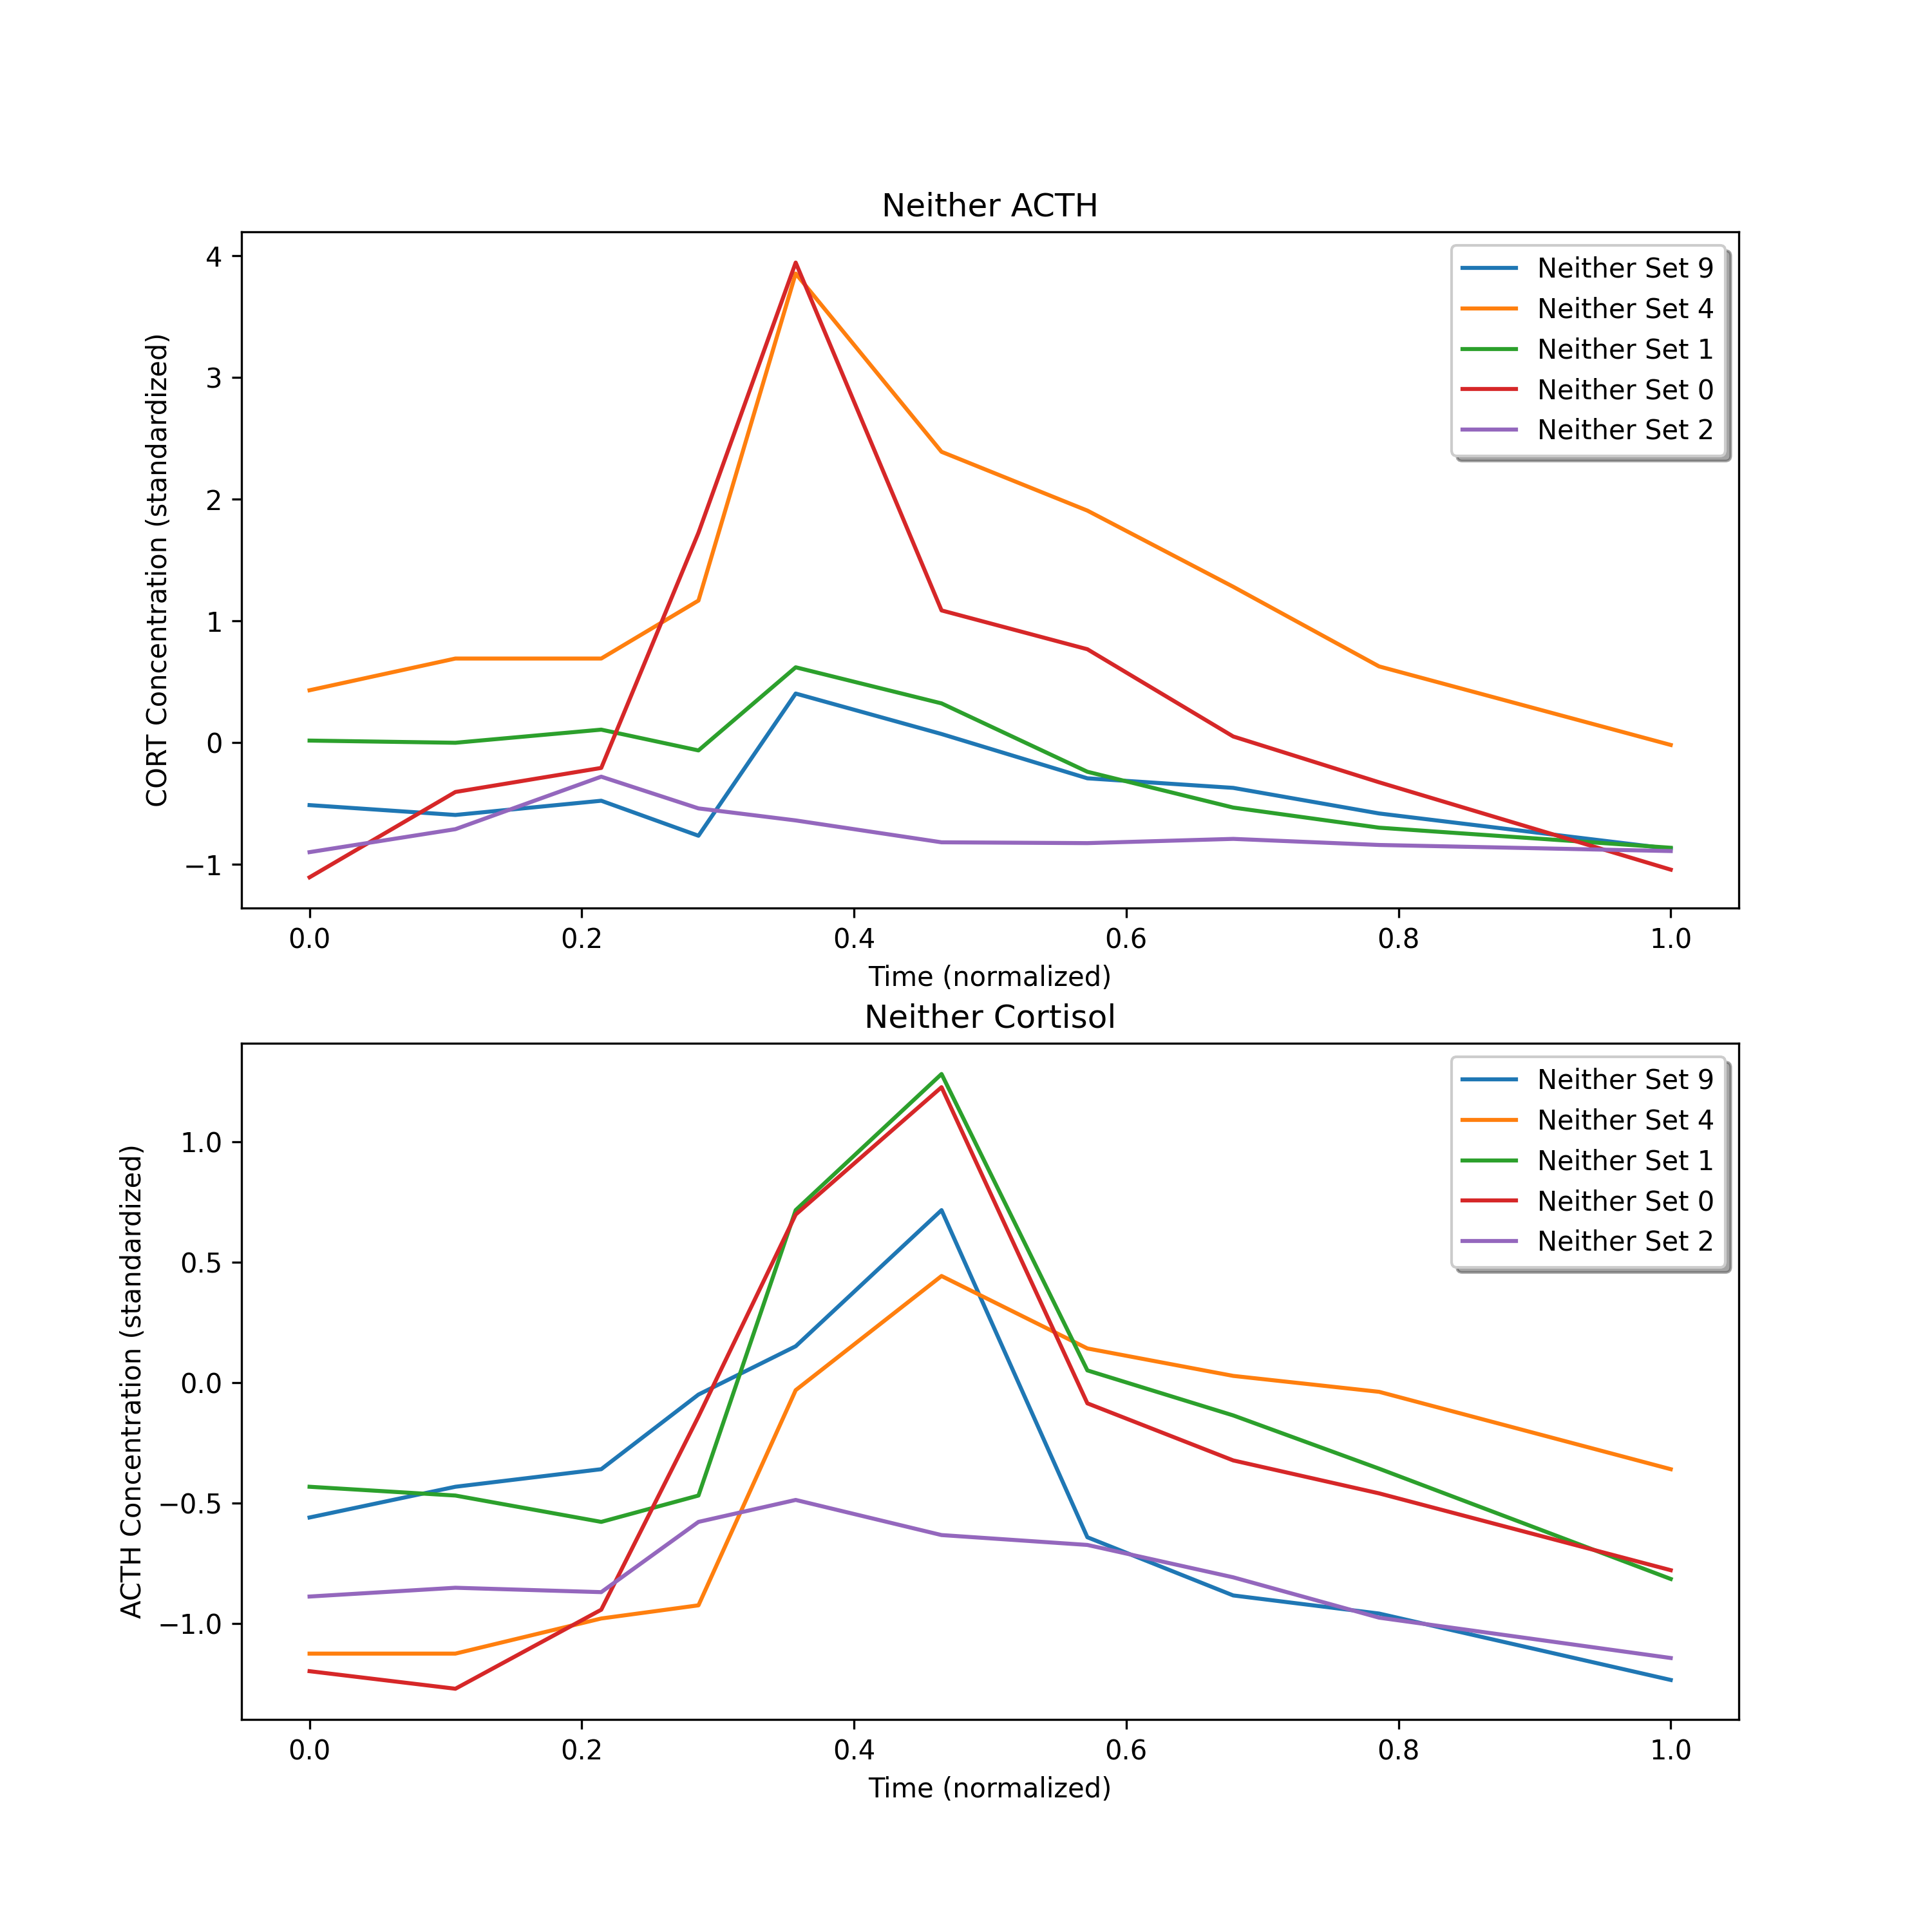 Neither ACTH
CORT Concentration (standardized)
4
3
2
1
0
−1
Neither Set 9
Neither Set 4
Neither Set 1
Neither Set 0
Neither Set 2
0.0 0.2 0.4 0.6 0.8 1.0
Time (normalized)
Neither Cortisol
ACTH Concentration (standardized)
1.0
0.5
0.0
−0.5
−1.0
Neither Set 9
Neither Set 4
Neither Set 1
Neither Set 0
Neither Set 2
0.0 0.2 0.4 0.6 0.8 1.0
Time (normalized)